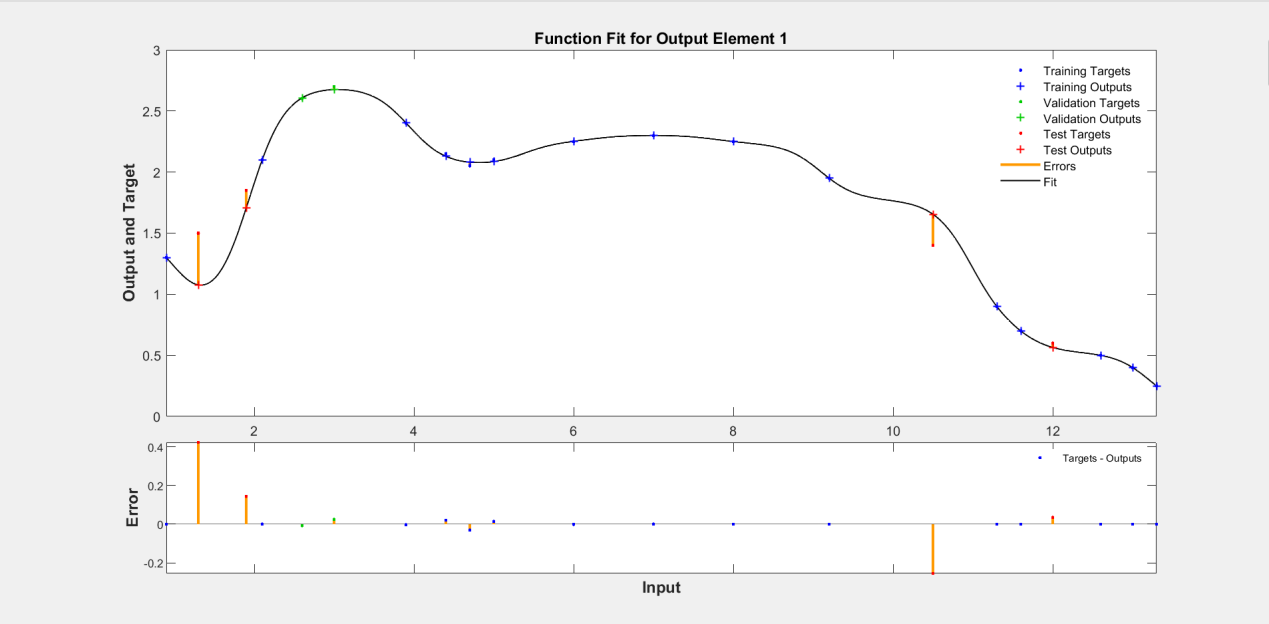 Function Fit for Output Element 1
Output and Target
3
2.5
2
1.5
1
0.5
0
Training Targets
Training Outputs
Validation Targets
Validation Outputs
Test Targets
Test Outputs
Errors
Fit
2 4 6 8 10 12
Error
0.4
0.2
0
-0.2
Targets - Outputs
Input